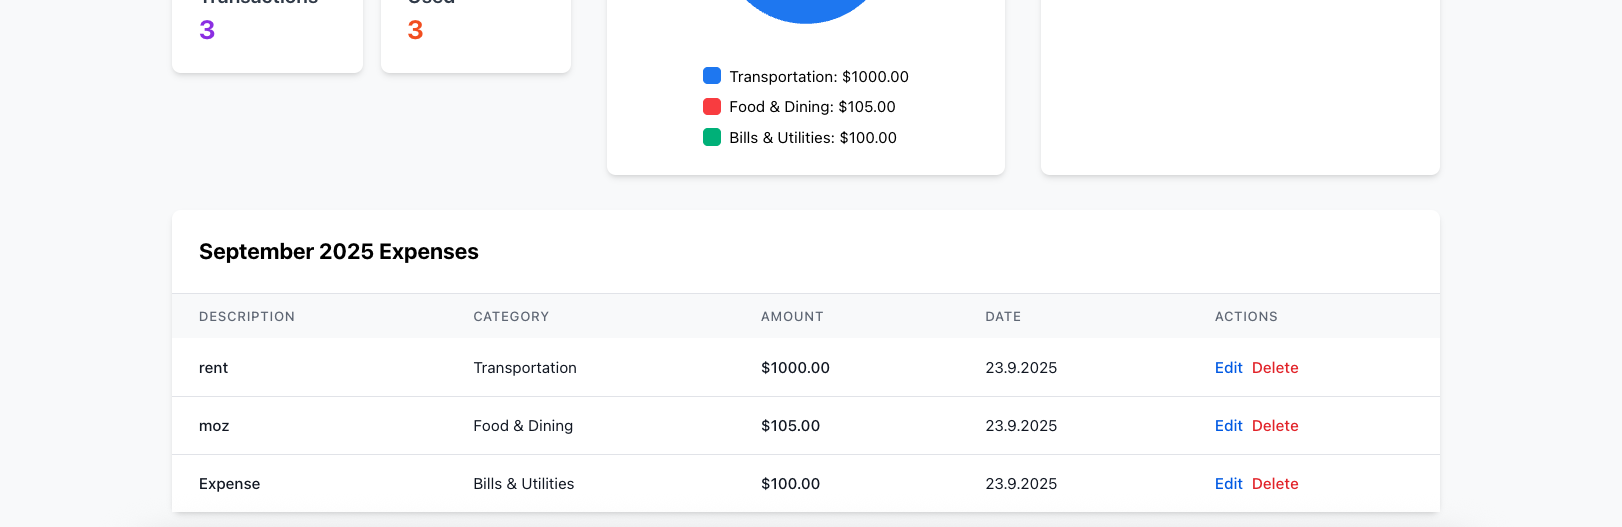 Transactions
Used
3
3
Transportation: $1000.00
Food & Dining: $105.00
Bills & Utilities: $100.00
September 2025 Expenses
DESCRIPTION CATEGORY AMOUNT DATE ACTIONS
rent Transportation $1000.00 23.9.2025 Edit Delete
moz Food & Dining $105.00 23.9.2025 Edit Delete
Expense Bills & Utilities $100.00 23.9.2025 Edit Delete